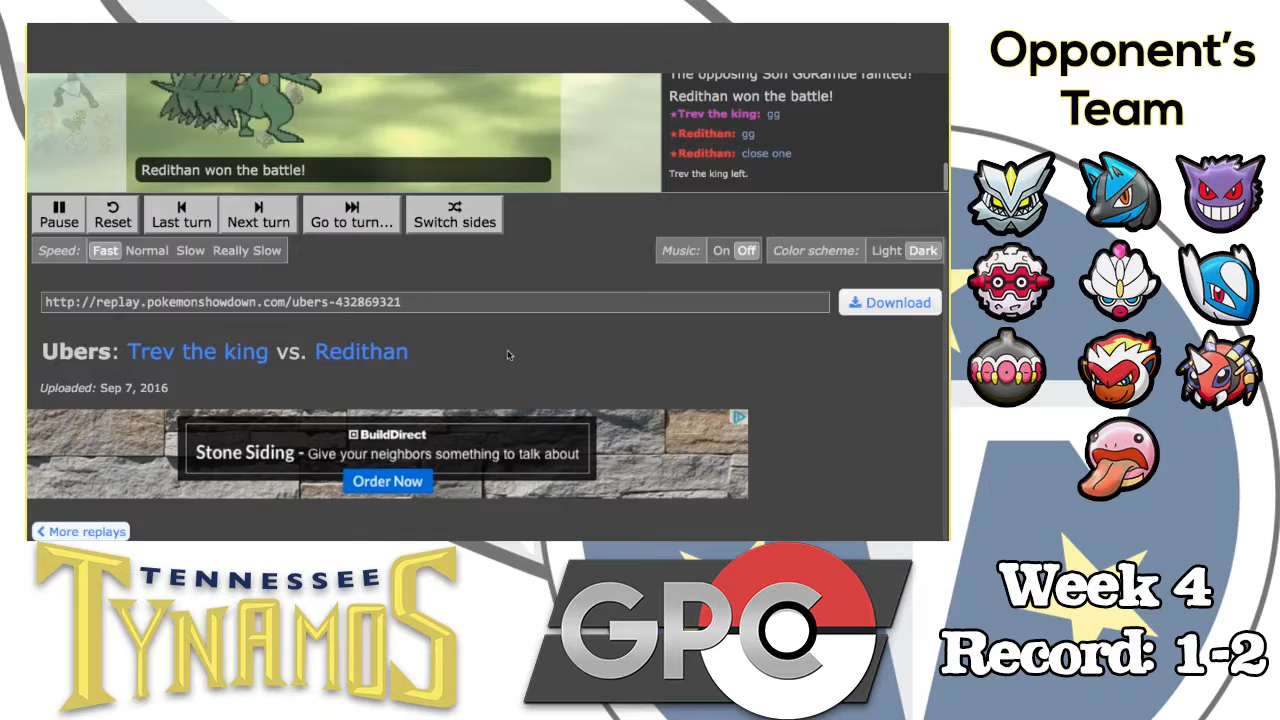 Opponent's
Team
The opposing Son GoRambe fainted!
Redithan won the battle!
★Trev the king: gg
★Redithan: gg
★Redithan: close one
Trev the king left.
Redithan won the battle!
Pause
Reset
Last turn
Next turn
Go to turn...
Switch sides
Speed: Fast Normal Slow Really Slow
Music: On Off
Color scheme: Light Dark
http://replay.pokemonshowdown.com/ubers-432869321
Download
Ubers: Trev the king vs. Redithan
Uploaded: Sep 7, 2016
BuildDirect
Stone Siding - Give your neighbors something to talk about
Order Now
More replays
TENNESSEE
TYNAMOS
GPC
Week 4
Record: 1-2